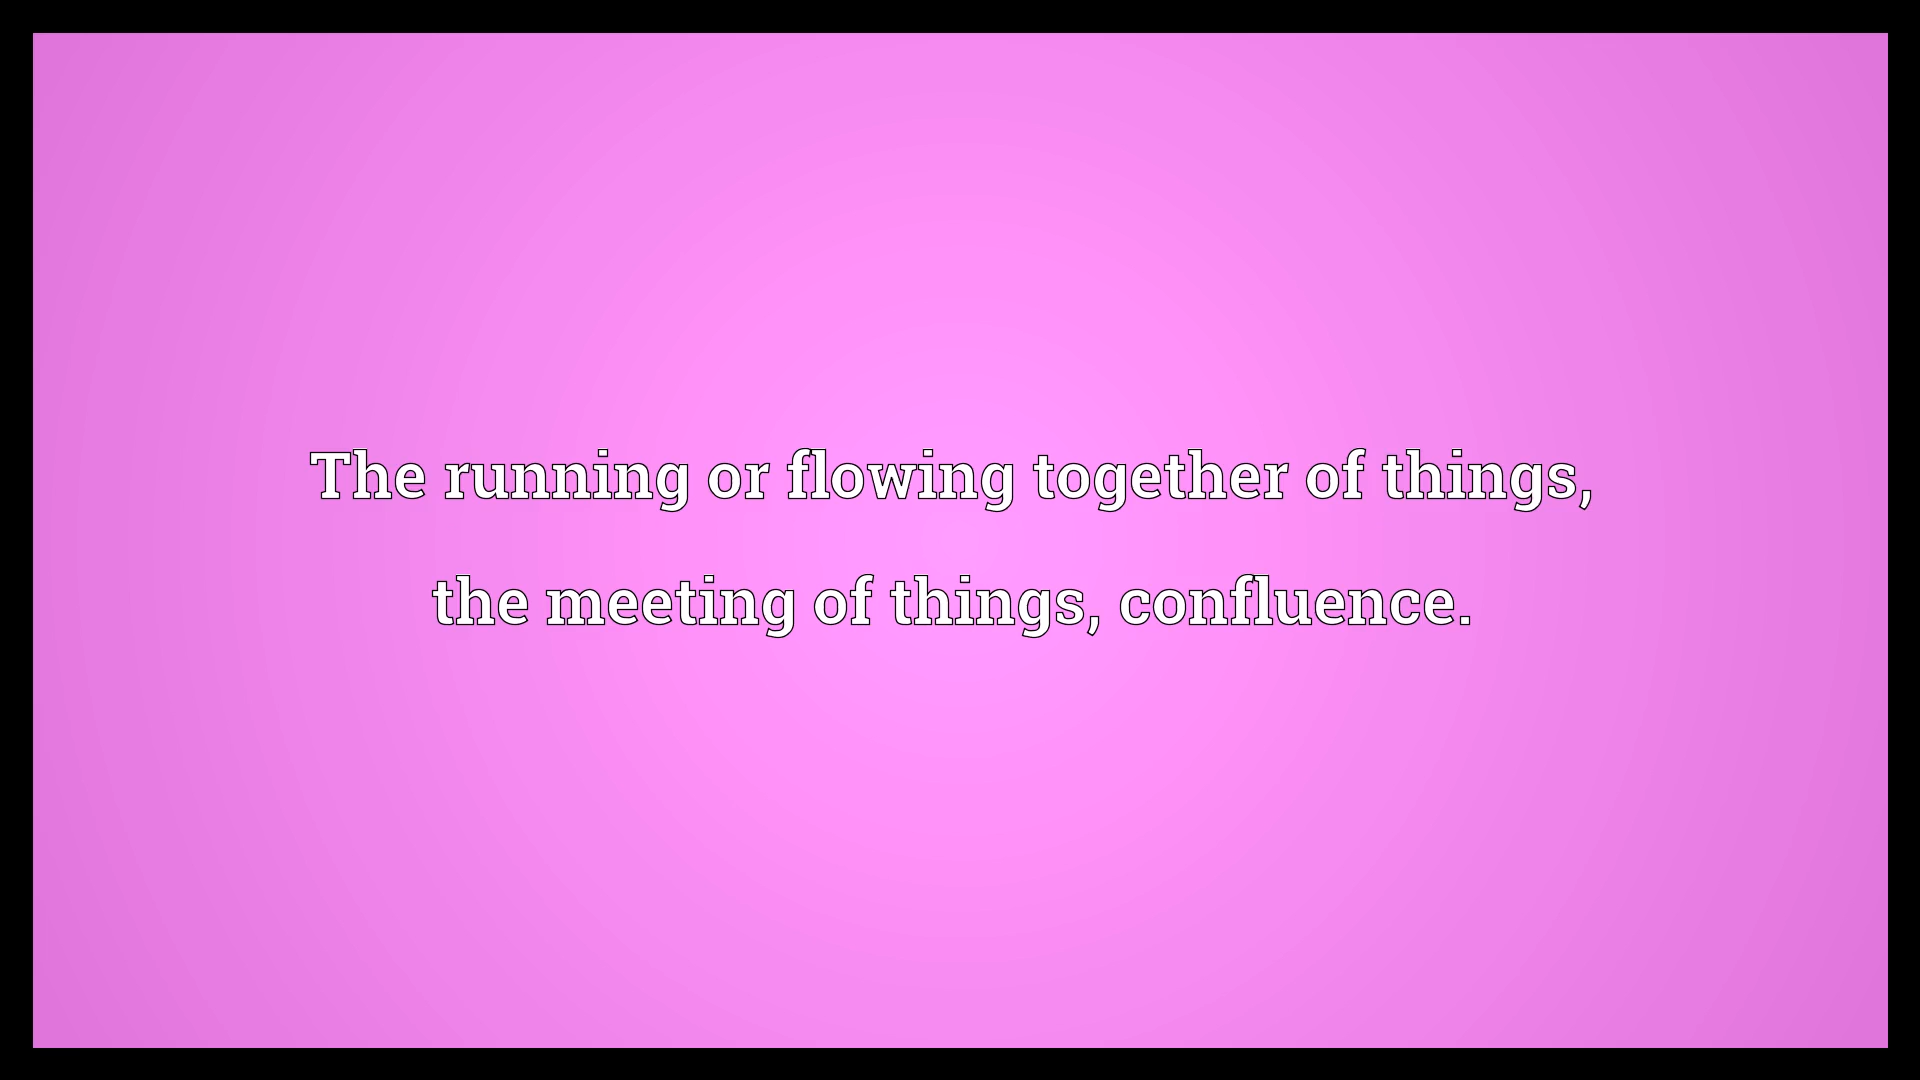 The running or flowing together of things,
the meeting of things, confluence.